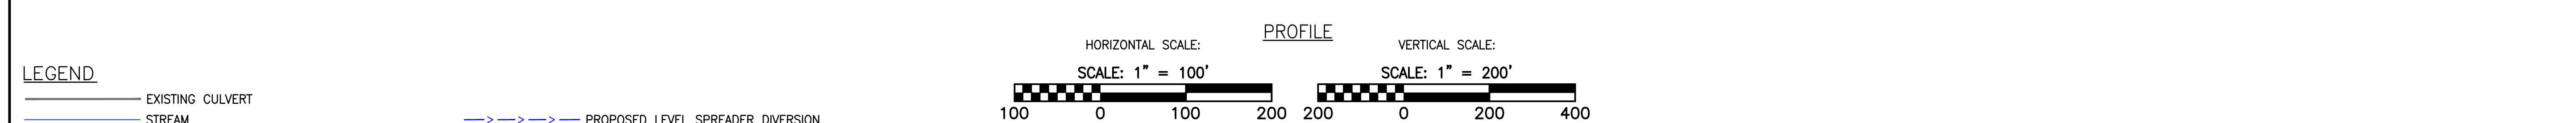 PROFILE
HORIZONTAL SCALE: VERTICAL SCALE:
LEGEND
SCALE: 1" = 100' SCALE: 1" = 200'
EXISTING CULVERT
100 0 100 200 200 0 200 400
STREAM PROPOSED LEVEL SPREADER DIVERSION